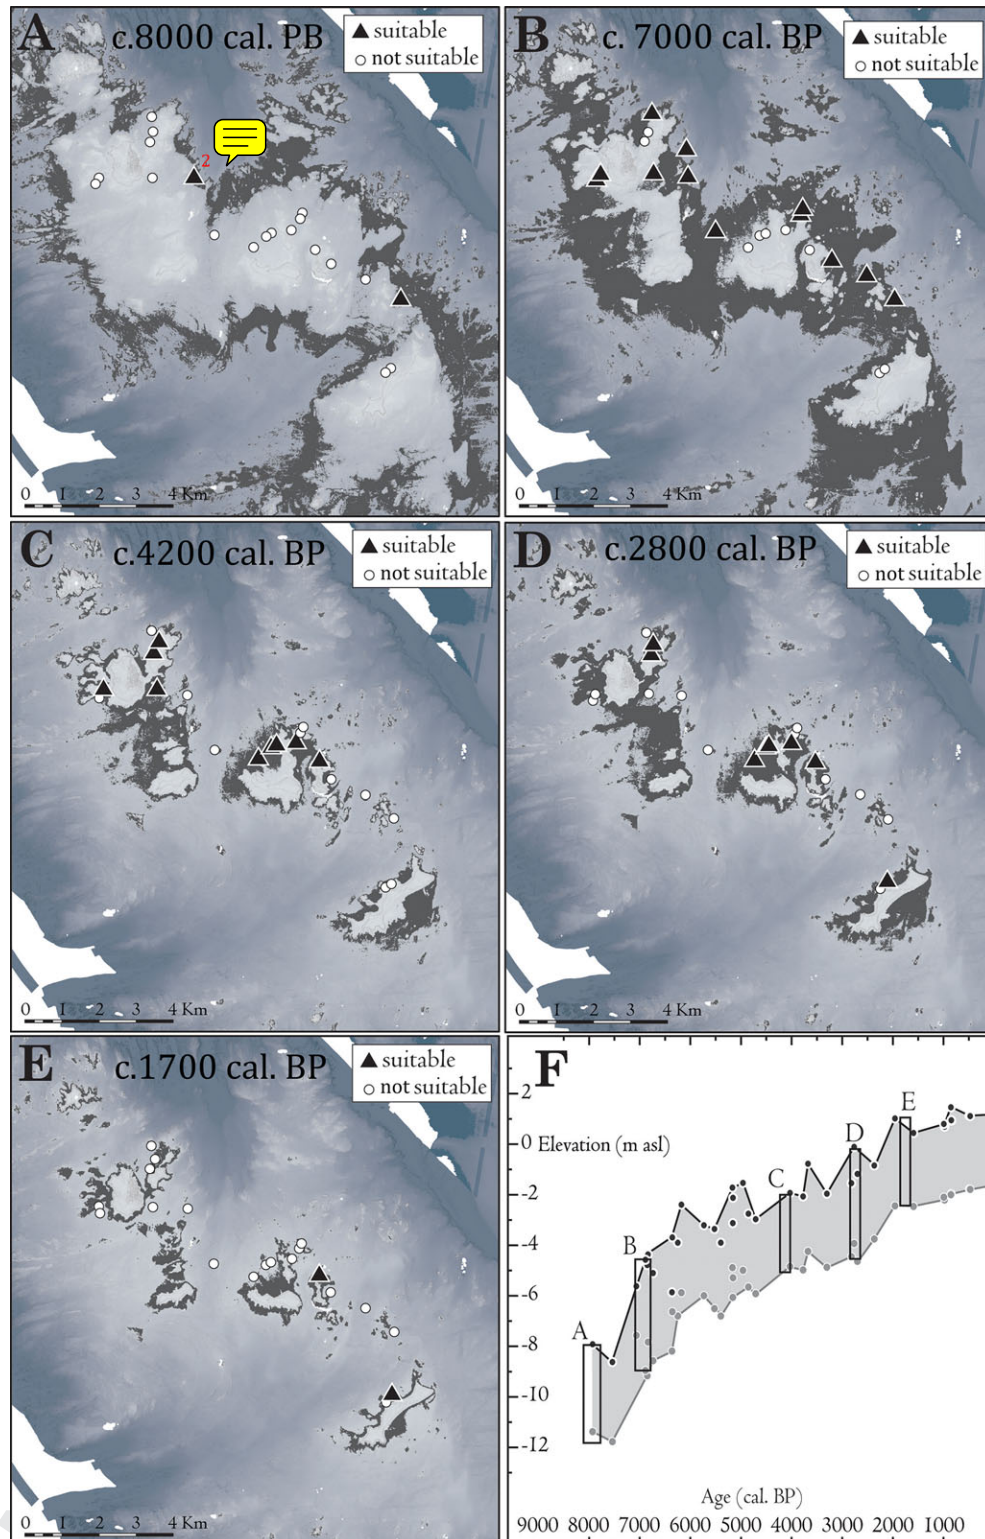 A
c.8000 cal. PB
▲ suitable
○ not suitable
2
0 1 2 3 4 Km
B
c. 7000 cal. BP
▲ suitable
○ not suitable
0 1 2 3 4 Km
C
c.4200 cal. BP
▲ suitable
○ not suitable
0 1 2 3 4 Km
D
c.2800 cal. BP
▲ suitable
○ not suitable
0 1 2 3 4 Km
E
c.1700 cal. BP
▲ suitable
○ not suitable
0 1 2 3 4 Km
F
2
0
Elevation (m asl)
-2
-4
-6
-8
-10
-12
A
B
C
D
E
Age (cal. BP)
9000 8000 7000 6000 5000 4000 3000 2000 1000